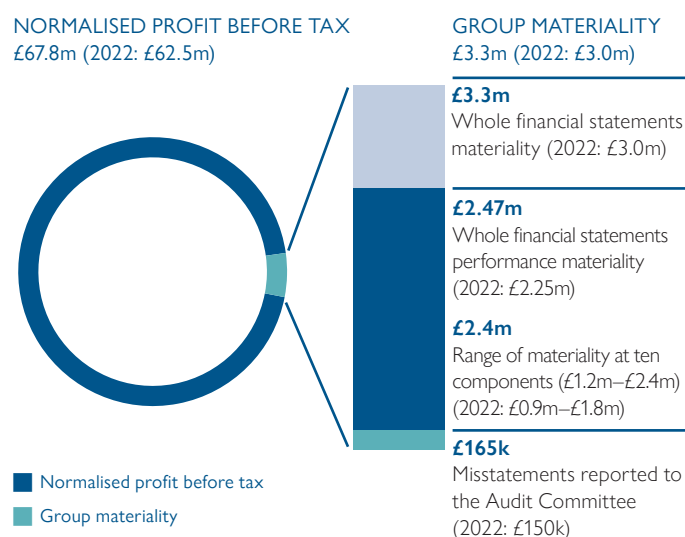 NORMALISED PROFIT BEFORE TAX
£67.8m (2022: £62.5m)
GROUP MATERIALITY
£3.3m (2022: £3.0m)
£3.3m
Whole financial statements
materiality (2022: £3.0m)
£2.47m
Whole financial statements
performance materiality
(2022: £2.25m)
£2.4m
Range of materiality at ten
components (£1.2m–£2.4m)
(2022: £0.9m–£1.8m)
£165k
Misstatements reported to
the Audit Committee
(2022: £150k)
Normalised profit before tax
Group materiality